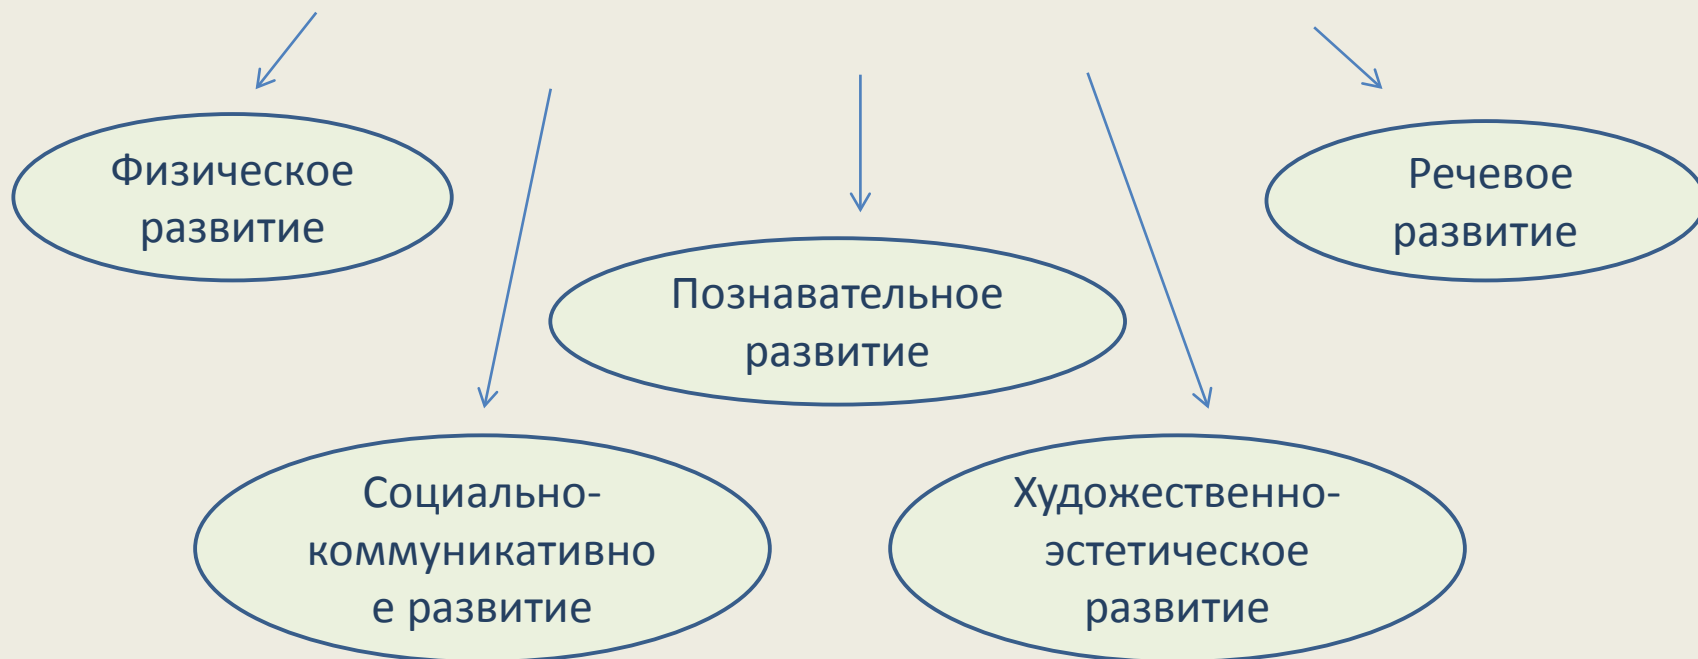 Физическое
развитие
Речевое
развитие
Познавательное
развитие
Социально-
коммуникативно
е развитие
Художественно-
эстетическое
развитие